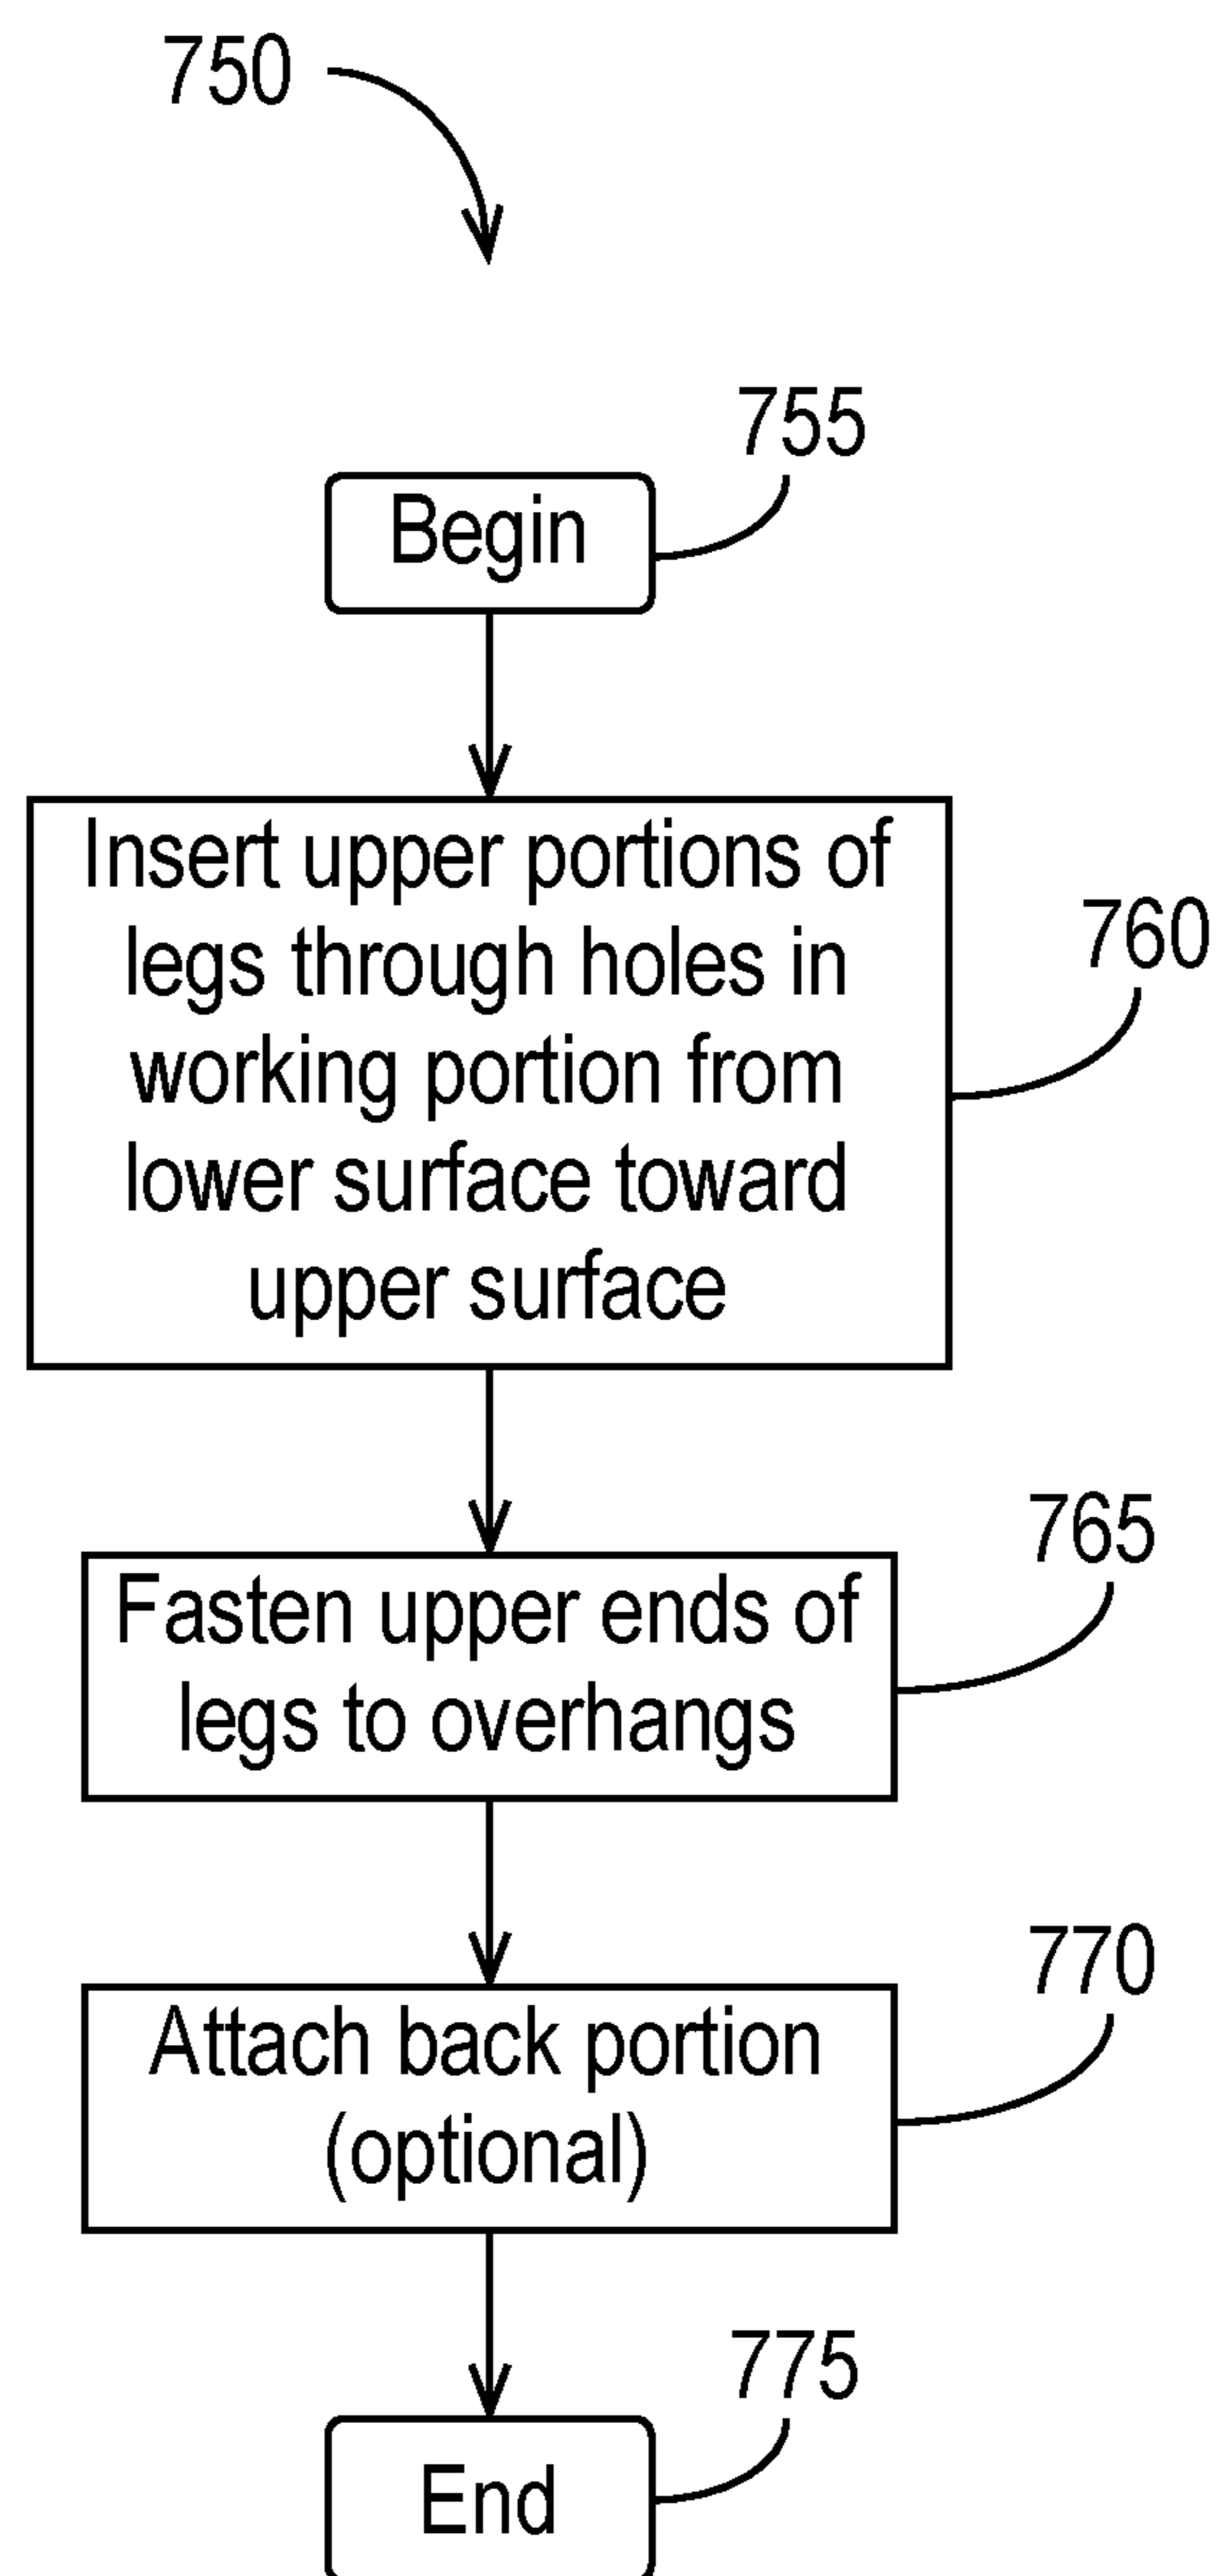 750
755
Begin
Insert upper portions of
legs through holes in
working portion from
lower surface toward
upper surface
760
765
Fasten upper ends of
legs to overhangs
770
Attach back portion
(optional)
775
End